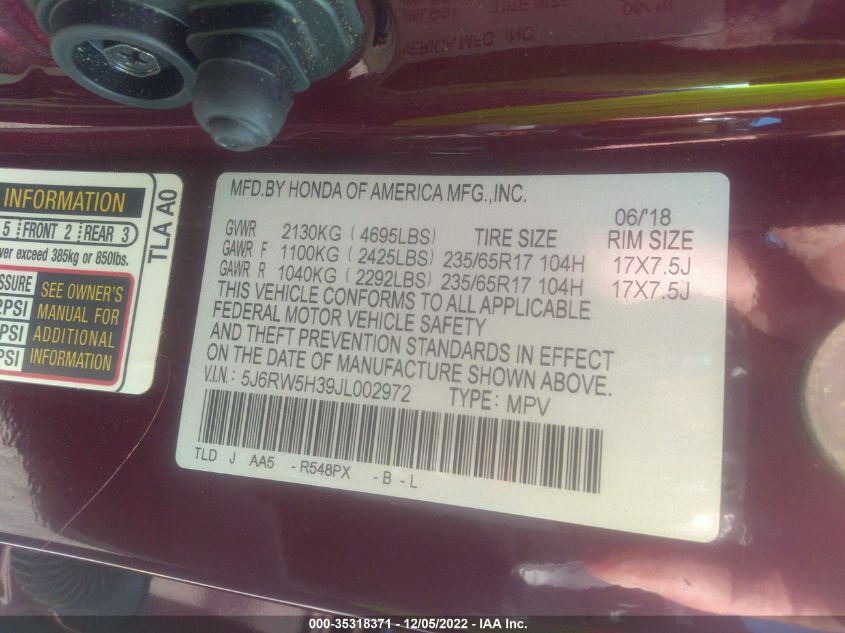 INFORMATION
5 FRONT 2 REAR 3
ver exceed 385kg or 850lbs.
SEE OWNER'S
MANUAL FOR
ADDITIONAL
INFORMATION
2PSI
PSI
PSI
TLA A0
MFD.BY HONDA OF AMERICA MFG.,INC.
06/'18
GVWR 2130KG (4695LBS) TIRE SIZE RIM SIZE
GAWR F 1100KG (2425LBS) 235/65R17 104H 17X7.5J
GAWR R 1040KG (2292LBS) 235/65R17 104H 17X7.5J
THIS VEHICLE CONFORMS TO ALL APPLICABLE
FEDERAL MOTOR VEHICLE SAFETY
AND THEFT PREVENTION STANDARDS IN EFFECT
ON THE DATE OF MANUFACTURE SHOWN ABOVE.
V.I.N.: 5J6RW5H39JL002972 TYPE: MPV
TLD J AA5 -R548PX -B-L
000-35318371 - 12/05/2022 - IAA Inc.